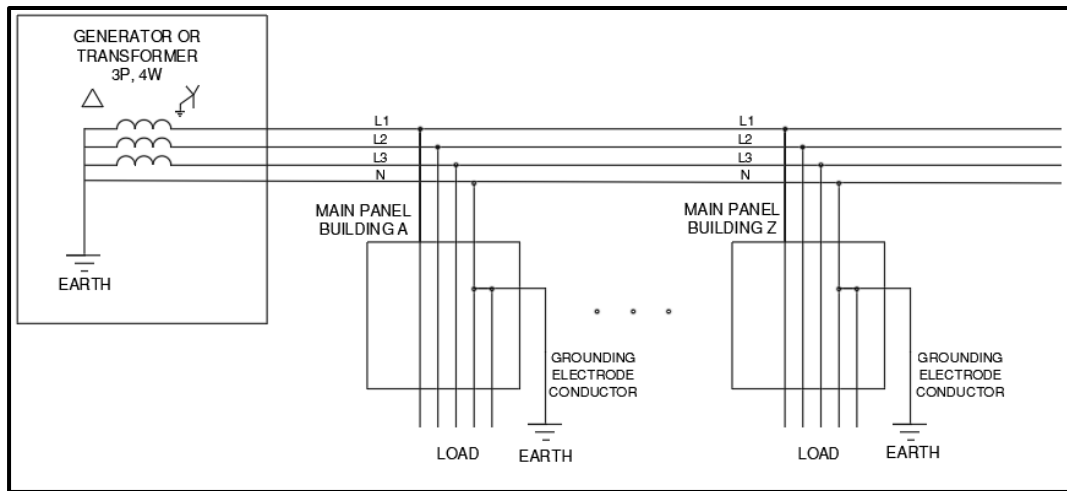 GENERATOR OR
TRANSFORMER
3P, 4W
L1
L2
L3
N
L1
L2
L3
N
EARTH
MAIN PANEL
BUILDING A
MAIN PANEL
BUILDING Z
GROUNDING
ELECTRODE
CONDUCTOR
GROUNDING
ELECTRODE
CONDUCTOR
LOAD
EARTH
LOAD
EARTH